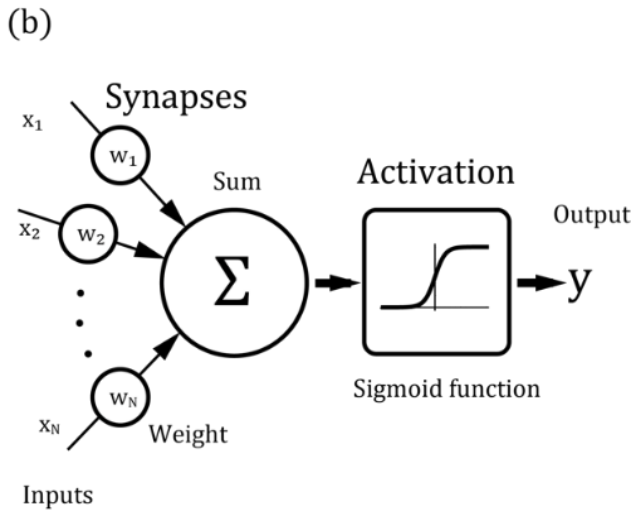 (b)
Synapses
x₁
w₁
Sum
Activation
x₂
w₂
Σ
Output
y
Sigmoid function
xN
wN
Weight
Inputs